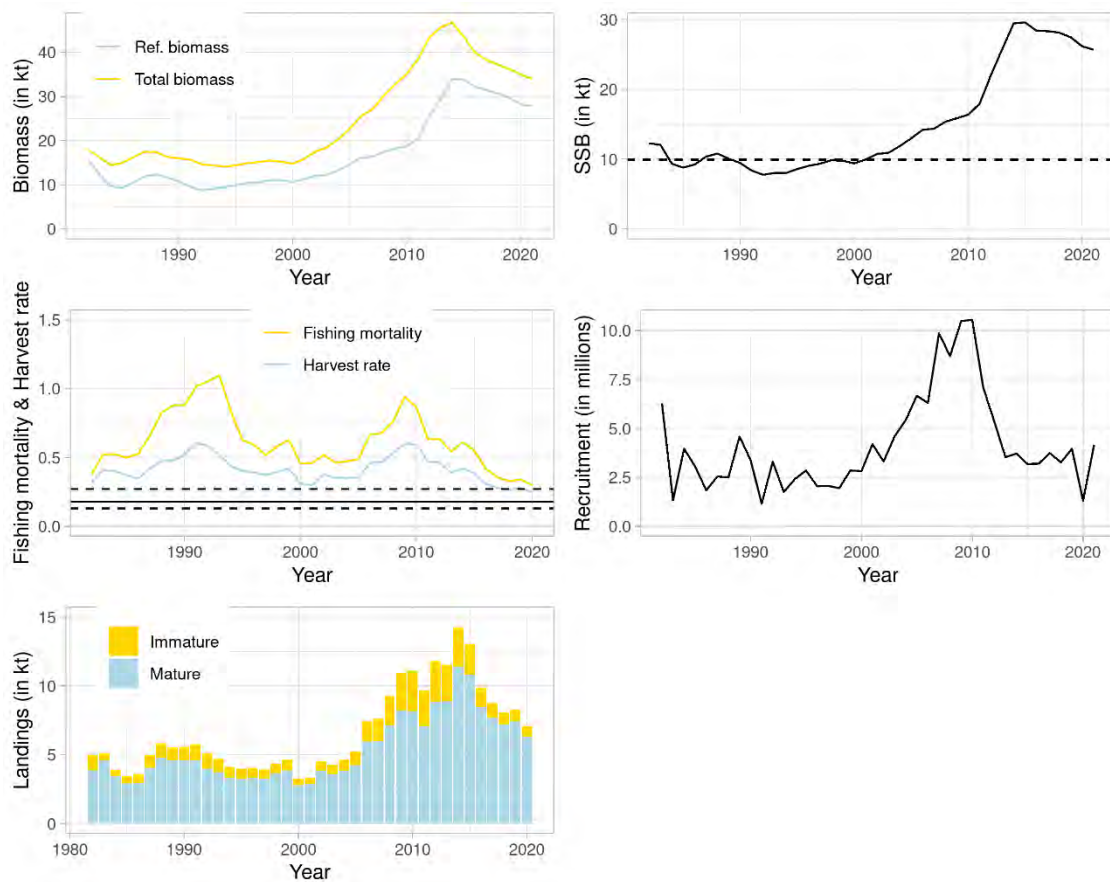 Biomass (in kt)
40
30
20
10
0
Ref. biomass
Total biomass
1990
2000
2010
2020
Year
SSB (in kt)
30
20
10
0
1990
2000
2010
2020
Year
Fishing mortality & Harvest rate
1.5
1.0
0.5
0.0
Fishing mortality
Harvest rate
1990
2000
2010
2020
Year
Recruitment (in millions)
10.0
7.5
5.0
2.5
0.0
1990
2000
2010
2020
Year
Landings (in kt)
15
10
5
0
Immature
Mature
1980
1990
2000
2010
2020
Year